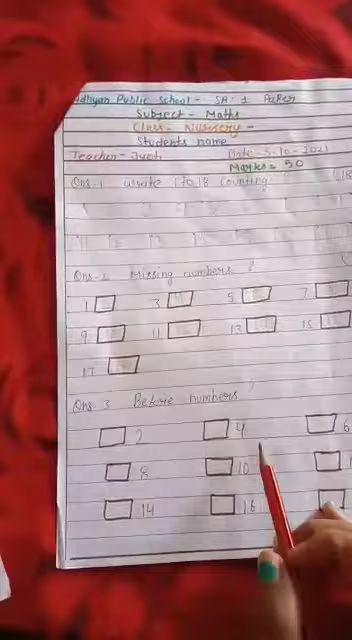 Public School - SA-1 Paper
Subject - Maths
Class - Nursery -
Students name
Teacher - Jyoti Date - 5-10-2021
Marks = 50
Qns-1 write 1 to 18 counting
Qns-2 Missing numbers?
1 3 5 7
9 11 13 15
17
Qns 3 Before numbers?
2 4 6
8 10
14 16